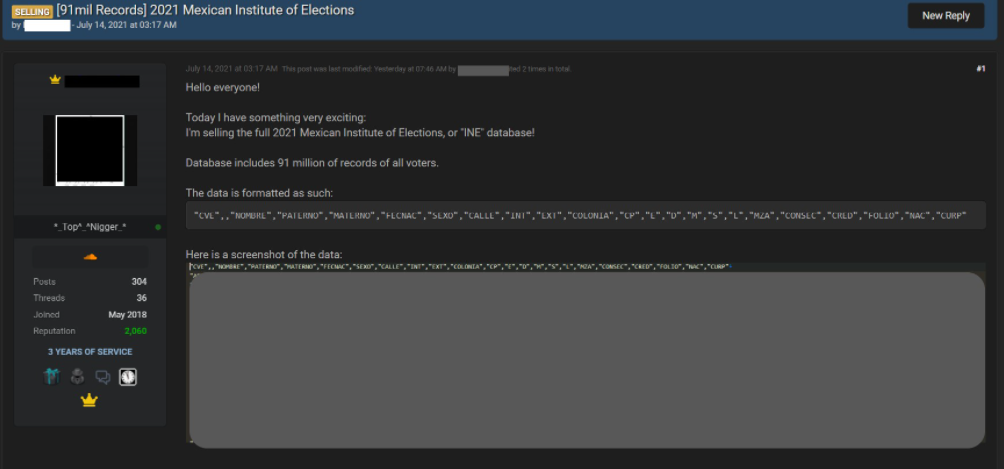 SELLING [91mil Records] 2021 Mexican Institute of Elections
by - July 14, 2021 at 03:17 AM
New Reply
July 14, 2021 at 03:17 AM This post was last modified: Yesterday at 07:46 AM by ted 2 times in total.
#1
Hello everyone!
Today I have something very exciting:
I'm selling the full 2021 Mexican Institute of Elections, or "INE" database!
Database includes 91 million of records of all voters.
The data is formatted as such:
"CVE",,"NOMBRE","PATERNO","MATERNO","FECNAC","SEXO","CALLE","INT","EXT","COLONIA","CP","E","D","M","S","L","MZA","CONSEC","CRED","FOLIO","NAC","CURP"
Here is a screenshot of the data:
"CVE",,"NOMBRE","PATERNO","MATERNO","FECNAC","SEXO","CALLE","INT","EXT","COLONIA","CP","E","D","M","S","L","MZA","CONSEC","CRED","FOLIO","NAC","CURP"
*_Top^_^Nigger_*
Posts 304
Threads 36
Joined May 2018
Reputation 2,060
3 YEARS OF SERVICE